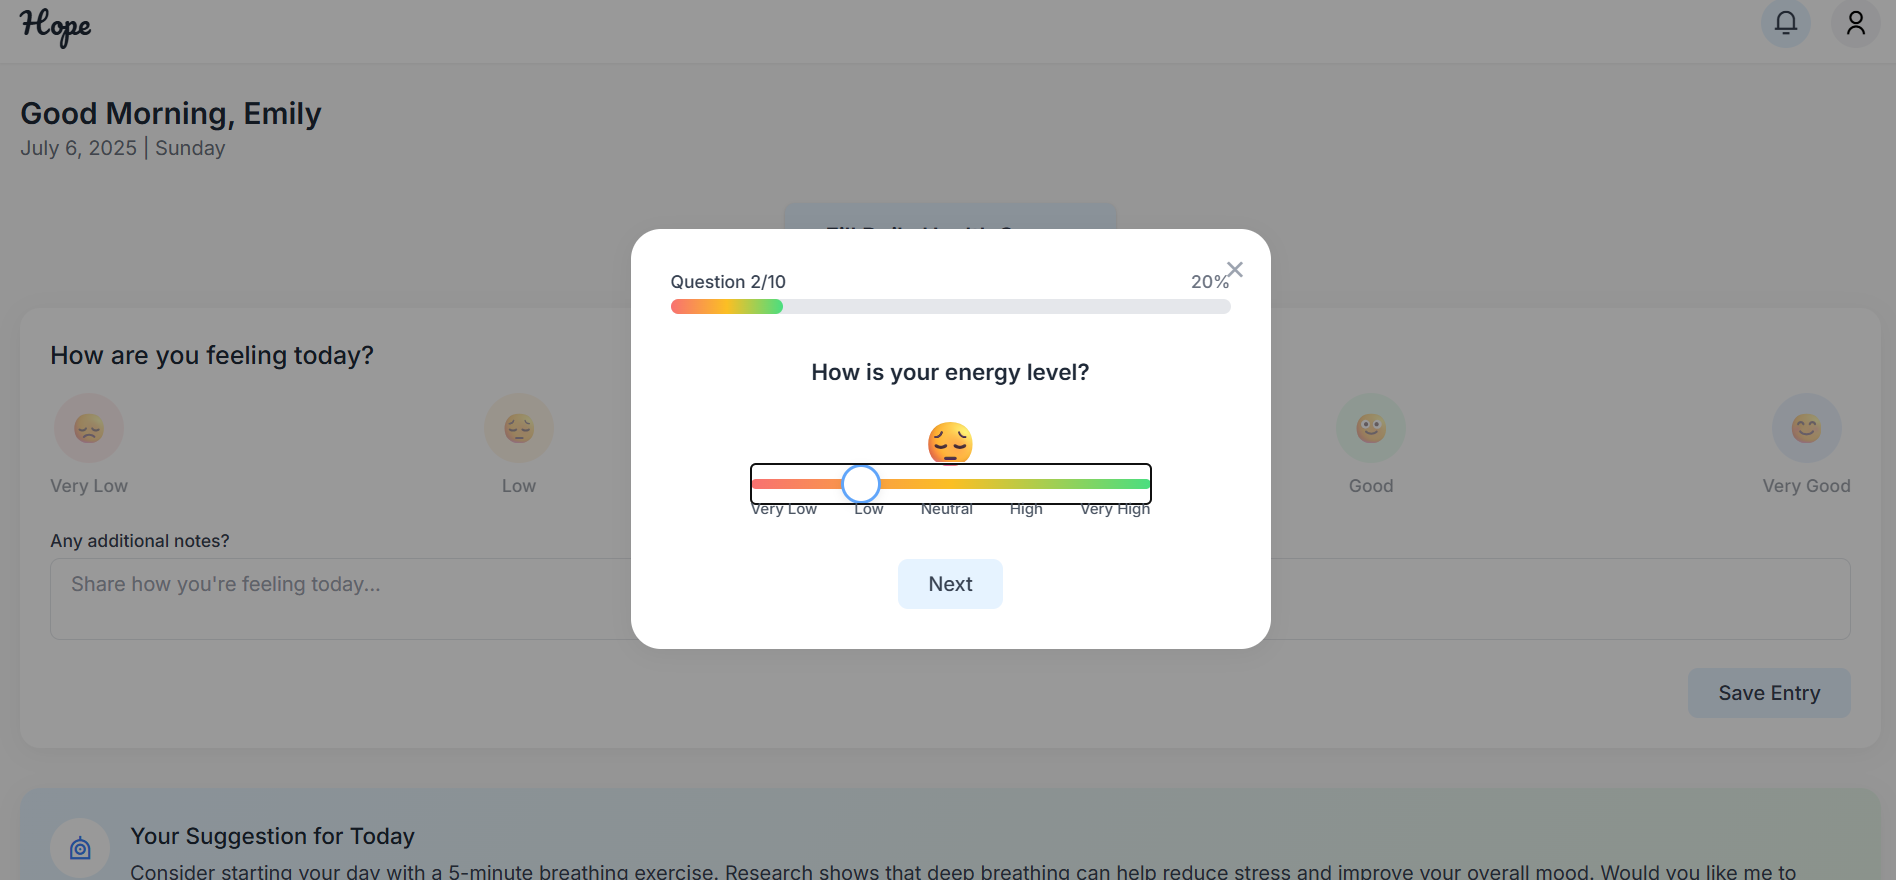 Hope
Good Morning, Emily
July 6, 2025 | Sunday
Question 2/10
20%
How is your energy level?
Very Low
Low
Neutral
High
Very High
Next
How are you feeling today?
Very Low
Low
Good
Very Good
Any additional notes?
Share how you're feeling today...
Save Entry
Your Suggestion for Today
Consider starting your day with a 5-minute breathing exercise. Research shows that deep breathing can help reduce stress and improve your overall mood. Would you like me to